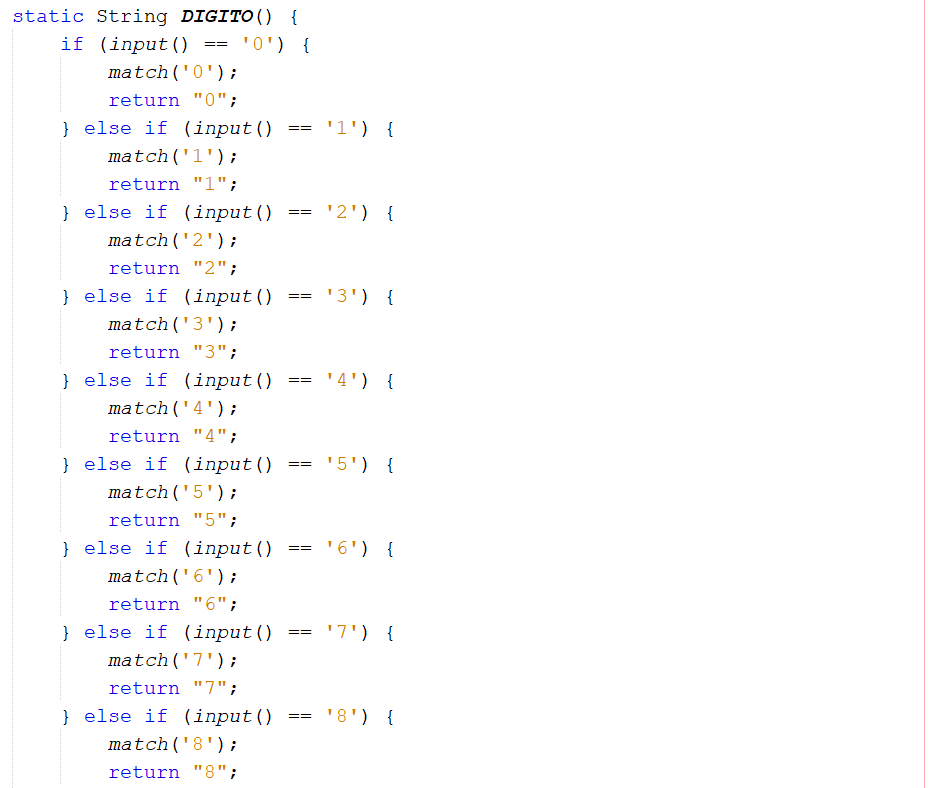 static String DIGITO() {
    if (input() == '0') {
        match('0');
        return "0";
    } else if (input() == '1') {
        match('1');
        return "1";
    } else if (input() == '2') {
        match('2');
        return "2";
    } else if (input() == '3') {
        match('3');
        return "3";
    } else if (input() == '4') {
        match('4');
        return "4";
    } else if (input() == '5') {
        match('5');
        return "5";
    } else if (input() == '6') {
        match('6');
        return "6";
    } else if (input() == '7') {
        match('7');
        return "7";
    } else if (input() == '8') {
        match('8');
        return "8";